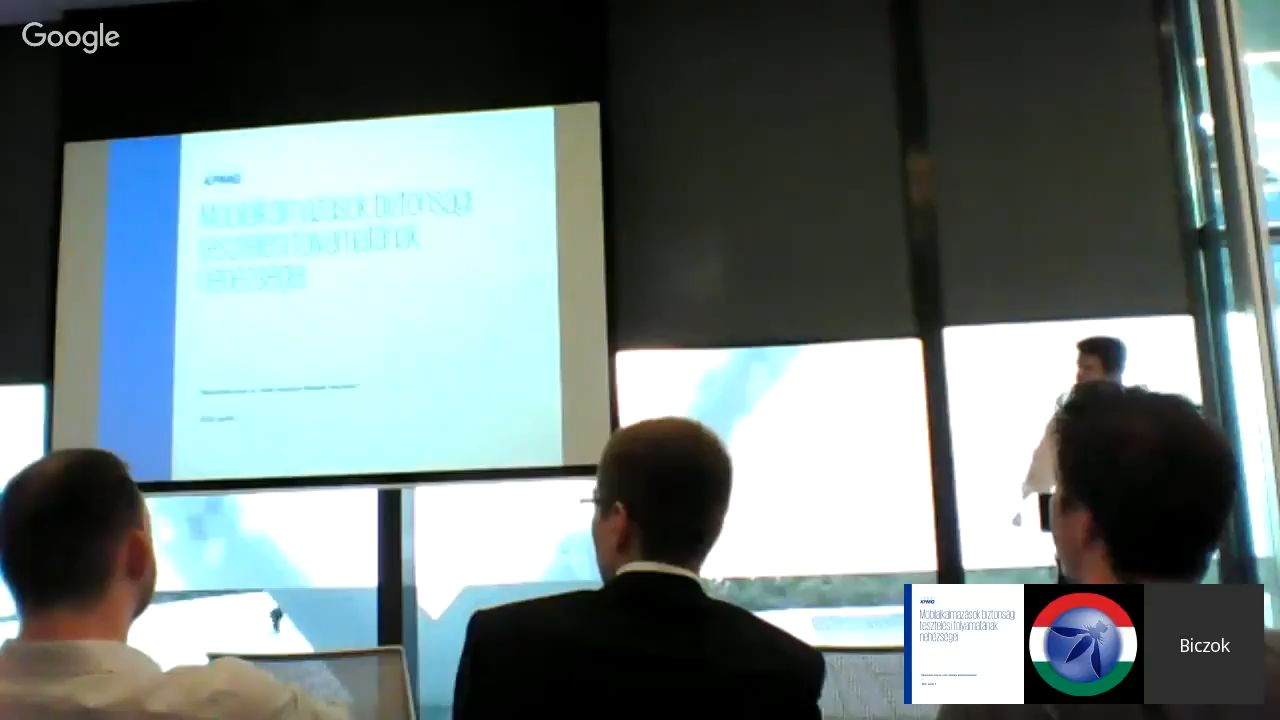 Google
KPMG
Mobilalkalmazások biztonsági
tesztelési folyamatának
nehézségei
KPMG
Mobilalkalmazások biztonsági
tesztelési folyamatának
nehézségei
Biczok